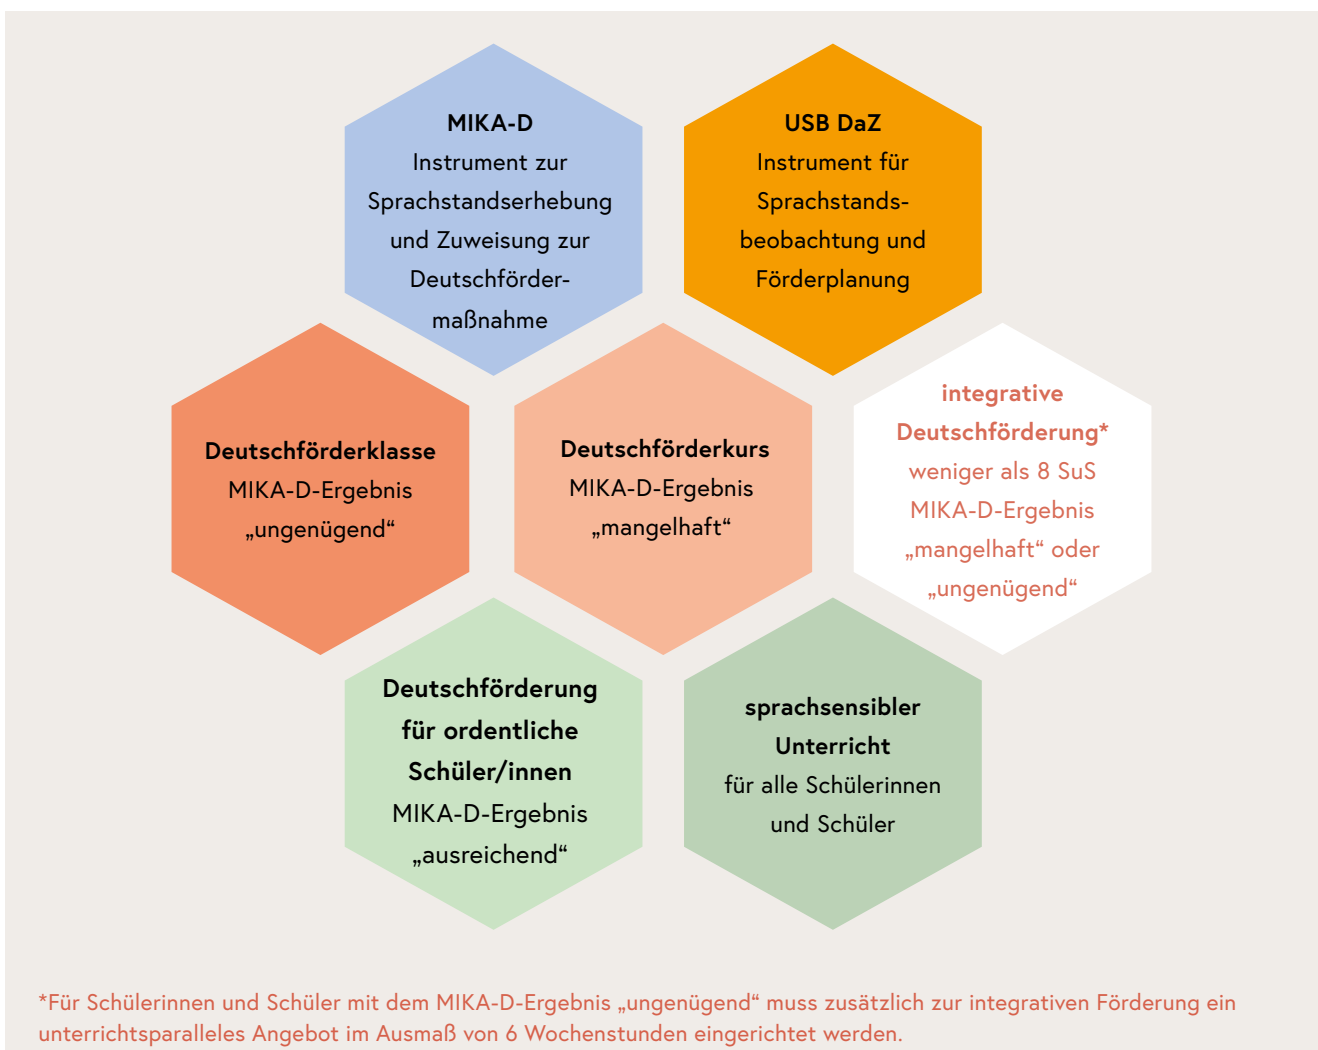 MIKA-D
Instrument zur
Sprachstandserhebung
und Zuweisung zur
Deutschförder-
maßnahme
USB DaZ
Instrument für
Sprachstands-
beobachtung und
Förderplanung
Deutschförderklasse
MIKA-D-Ergebnis
„ungenügend“
Deutschförderkurs
MIKA-D-Ergebnis
„mangelhaft“
integrative
Deutschförderung*
weniger als 8 SuS
MIKA-D-Ergebnis
„mangelhaft“ oder
„ungenügend“
Deutschförderung
für ordentliche
Schüler/innen
MIKA-D-Ergebnis
„ausreichend“
sprachsensibler
Unterricht
für alle Schülerinnen
und Schüler
*Für Schülerinnen und Schüler mit dem MIKA-D-Ergebnis „ungenügend“ muss zusätzlich zur integrativen Förderung ein
unterrichtsparalleles Angebot im Ausmaß von 6 Wochenstunden eingerichtet werden.